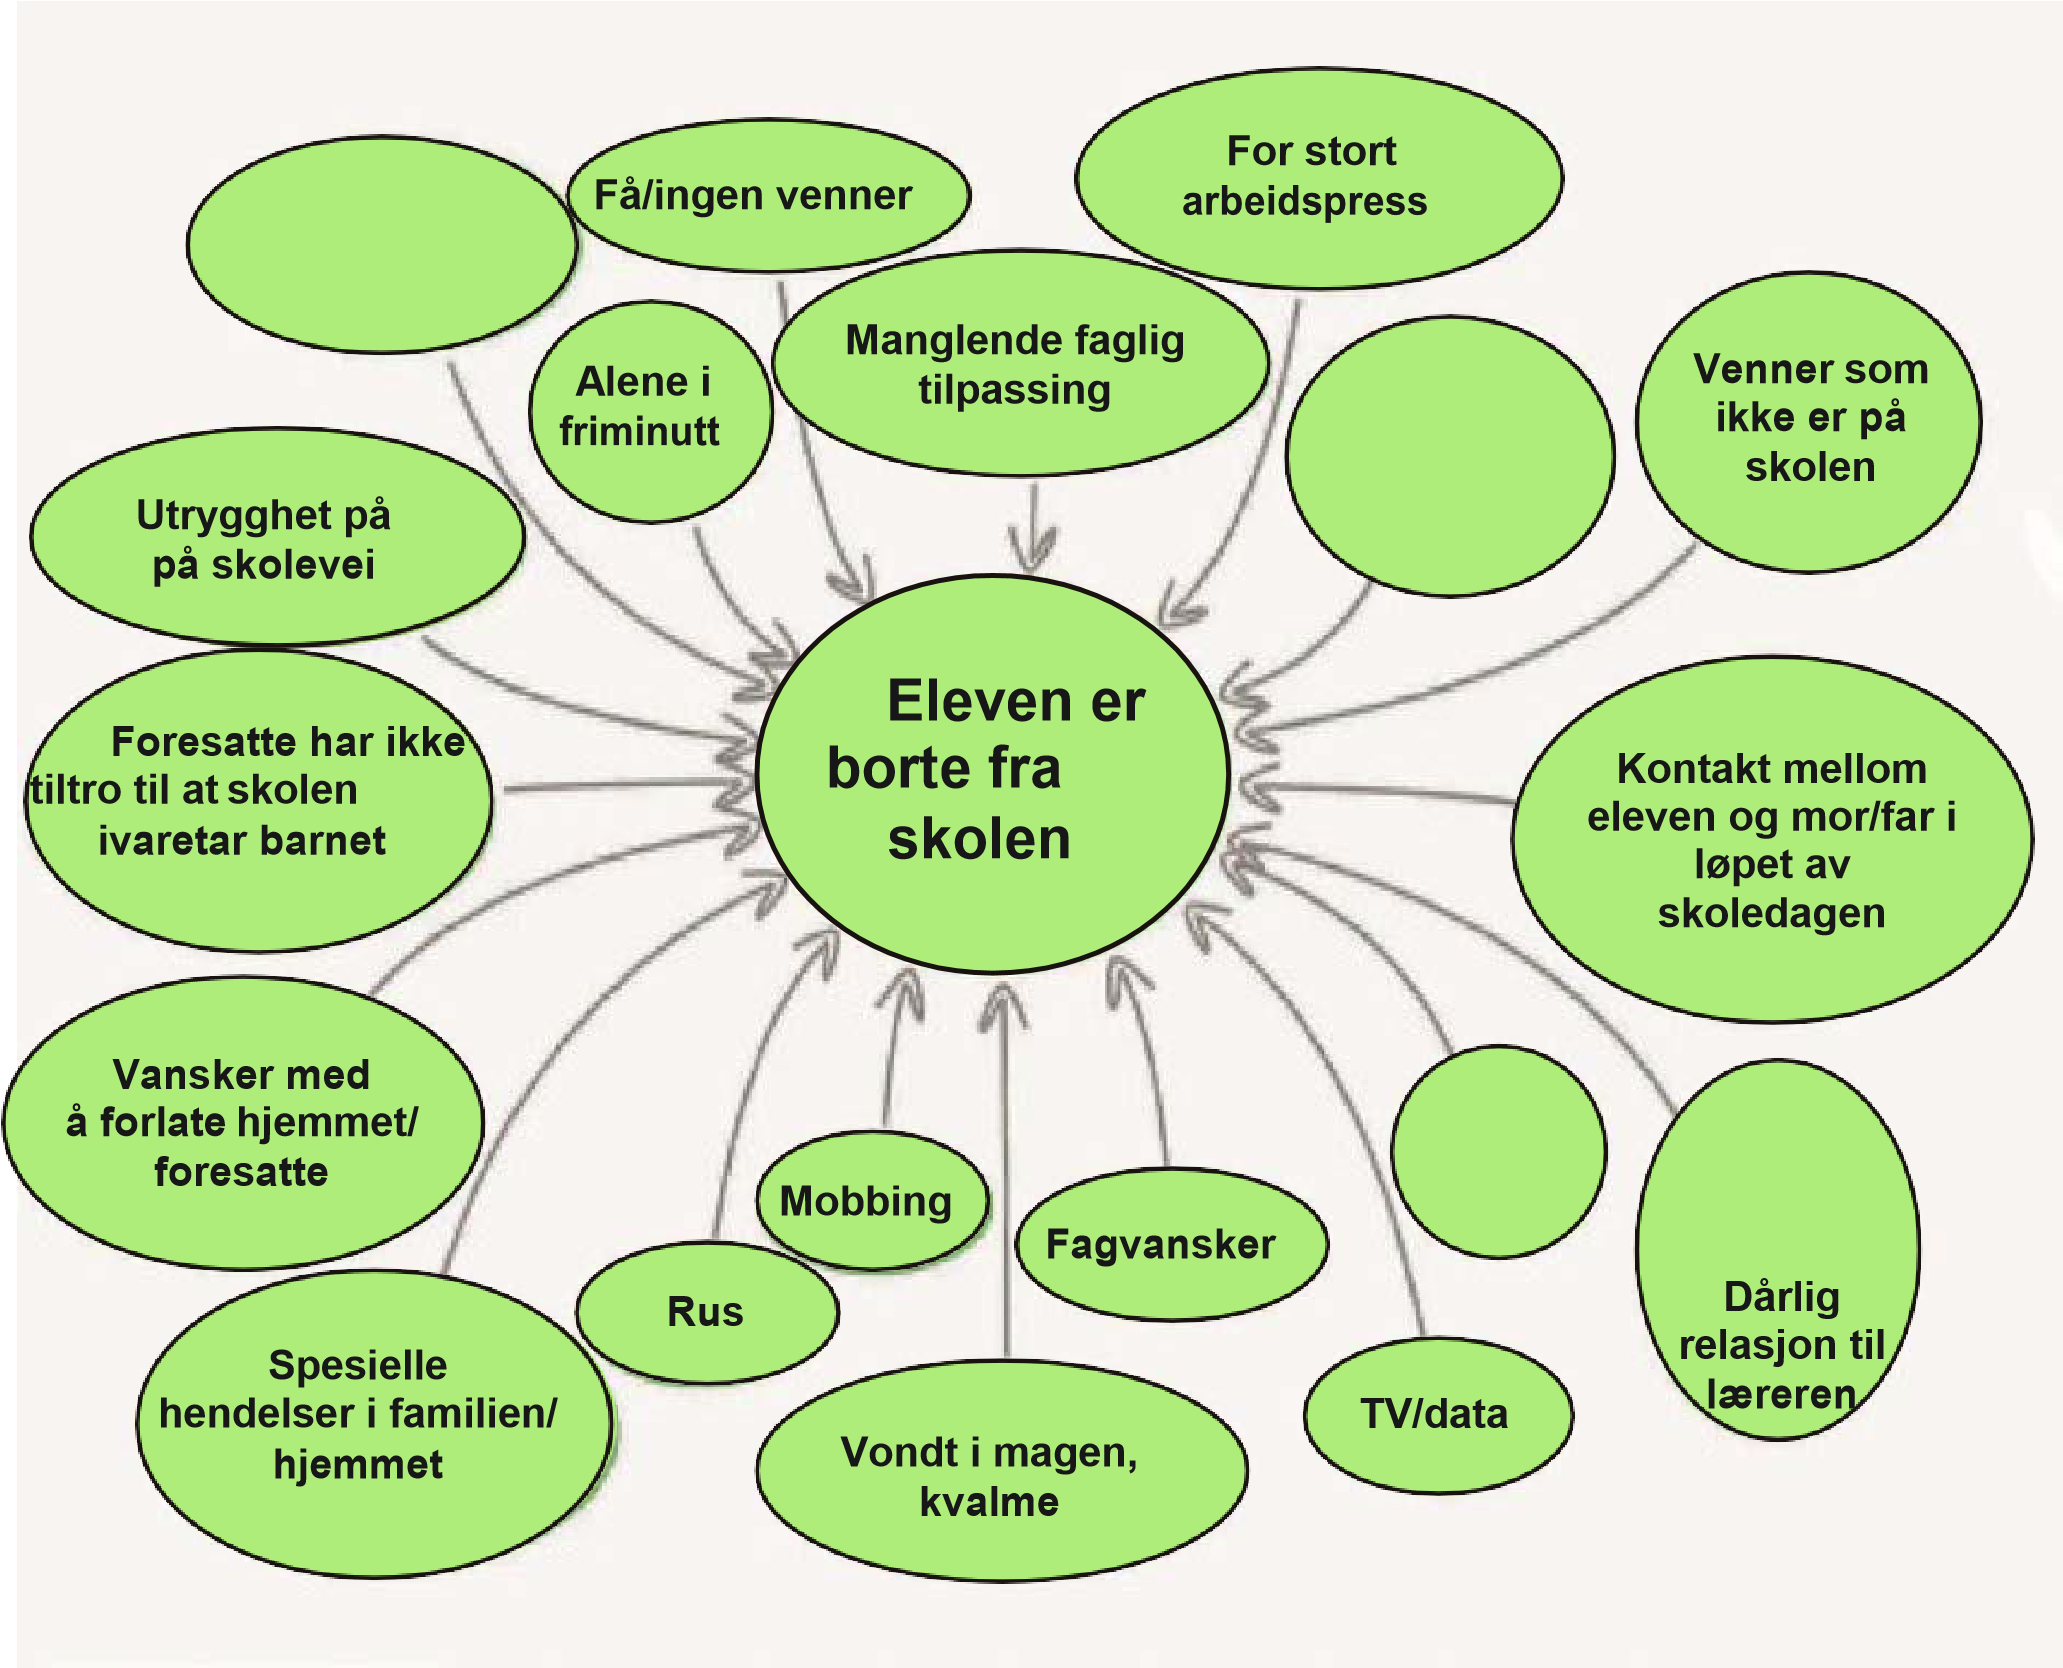 For stort
arbeidspress
Få/ingen venner
Manglende faglig
tilpassing
Alene i
friminutt
Venner som
ikke er på
skolen
Utrygghet på
på skolevei
Eleven er
borte fra
skolen
Foresatte har ikke
tiltro til at skolen
ivaretar barnet
Kontakt mellom
eleven og mor/far i
løpet av
skoledagen
Vansker med
å forlate hjemmet/
foresatte
Mobbing
Fagvansker
Rus
Dårlig
relasjon til
læreren
Spesielle
hendelser i familien/
hjemmet
TV/data
Vondt i magen,
kvalme